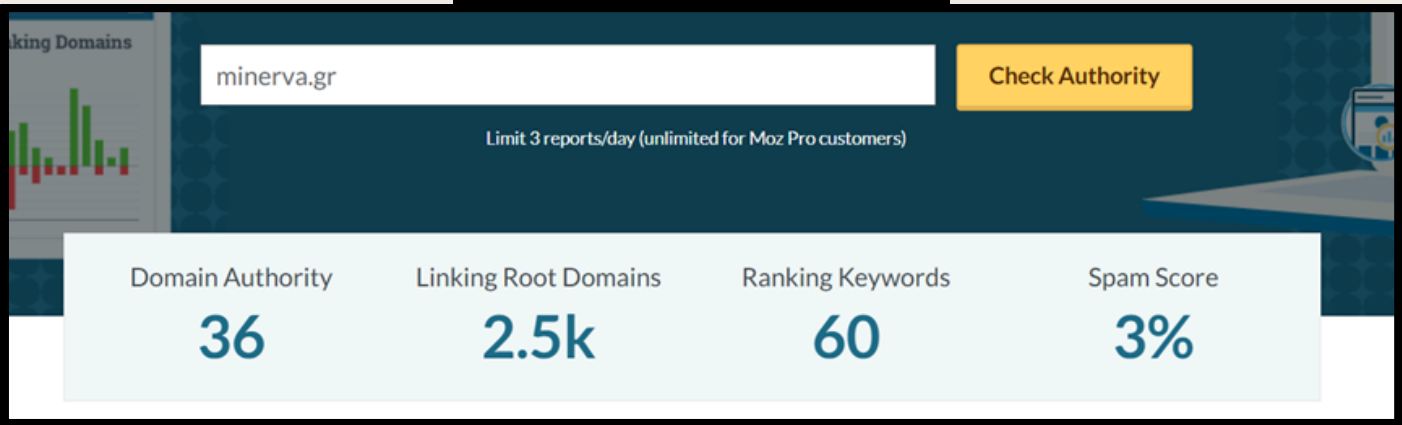 king Domains
minerva.gr
Check Authority
Limit 3 reports/day (unlimited for Moz Pro customers)
Domain Authority
Linking Root Domains
Ranking Keywords
Spam Score
36
2.5k
60
3%